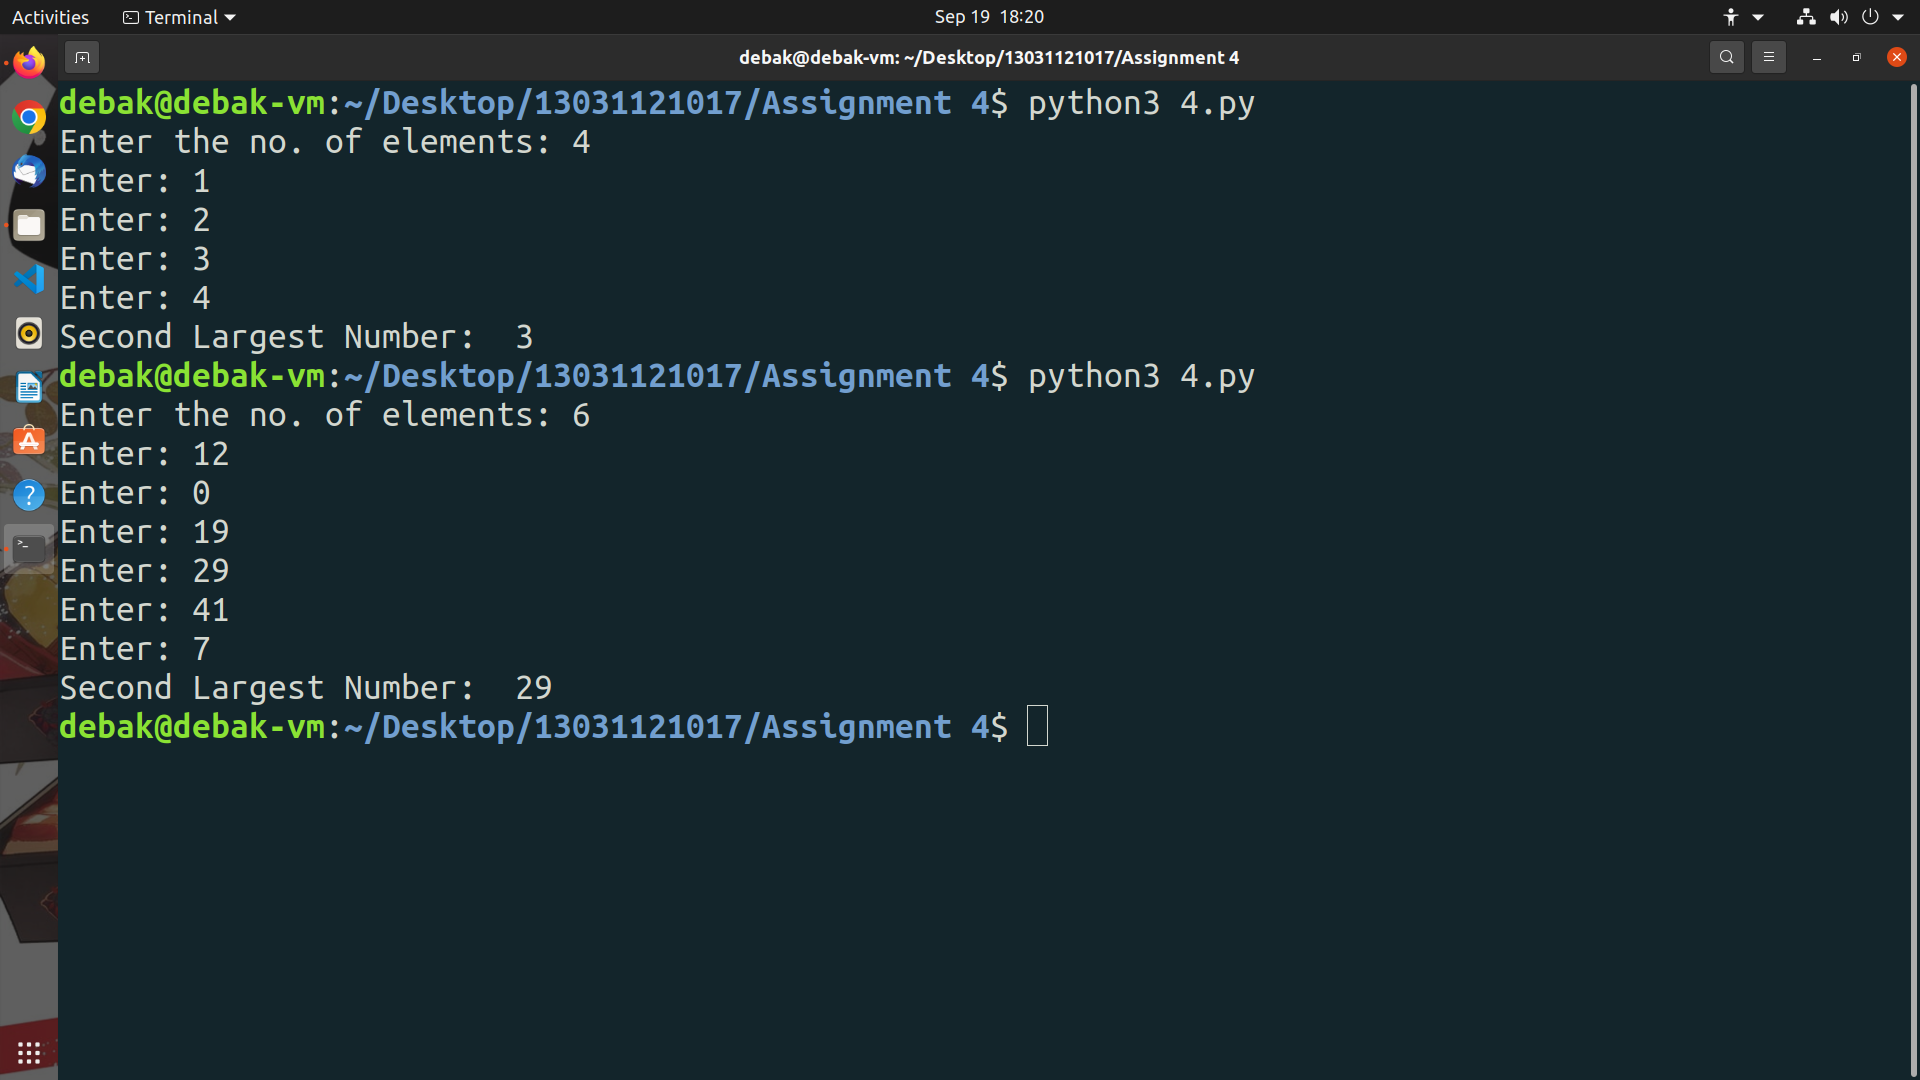 Activities Terminal Sep 19 18:20
debak@debak-vm: ~/Desktop/13031121017/Assignment 4
debak@debak-vm:~/Desktop/13031121017/Assignment 4$ python3 4.py
Enter the no. of elements: 4
Enter: 1
Enter: 2
Enter: 3
Enter: 4
Second Largest Number:  3
debak@debak-vm:~/Desktop/13031121017/Assignment 4$ python3 4.py
Enter the no. of elements: 6
Enter: 12
Enter: 0
Enter: 19
Enter: 29
Enter: 41
Enter: 7
Second Largest Number:  29
debak@debak-vm:~/Desktop/13031121017/Assignment 4$